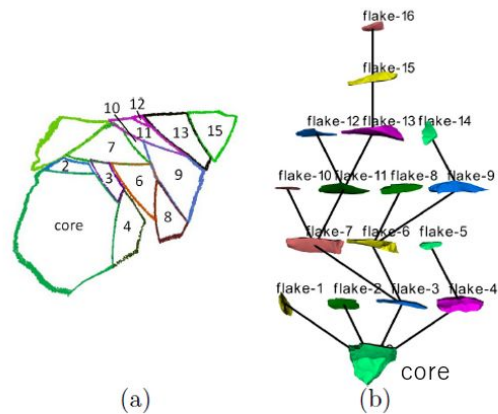 flake-16
flake-15
flake-12 flake-13 flake-14
flake-10 flake-11 flake-8 flake-9
flake-7 flake-6 flake-5
flake-1 flake-2 flake-3 flake-4
core
10
12
11
13
15
7
2
3
6
9
core
4
8
(a)
(b)